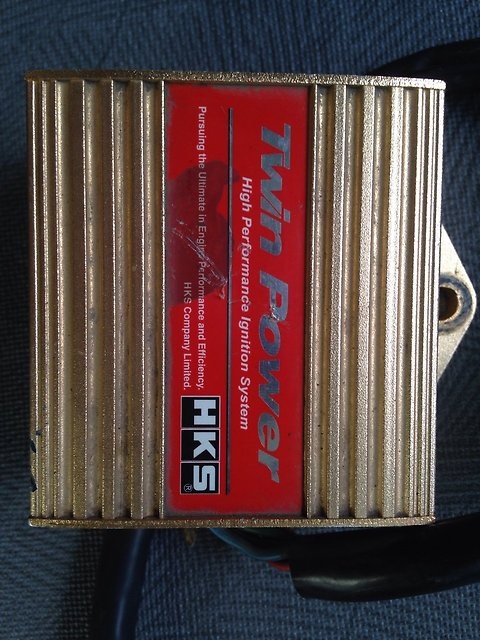 Twin Power
High Performance Ignition System
HKS®
Pursuing the Ultimate in Engine Performance and Efficiency.
HKS Company Limited.